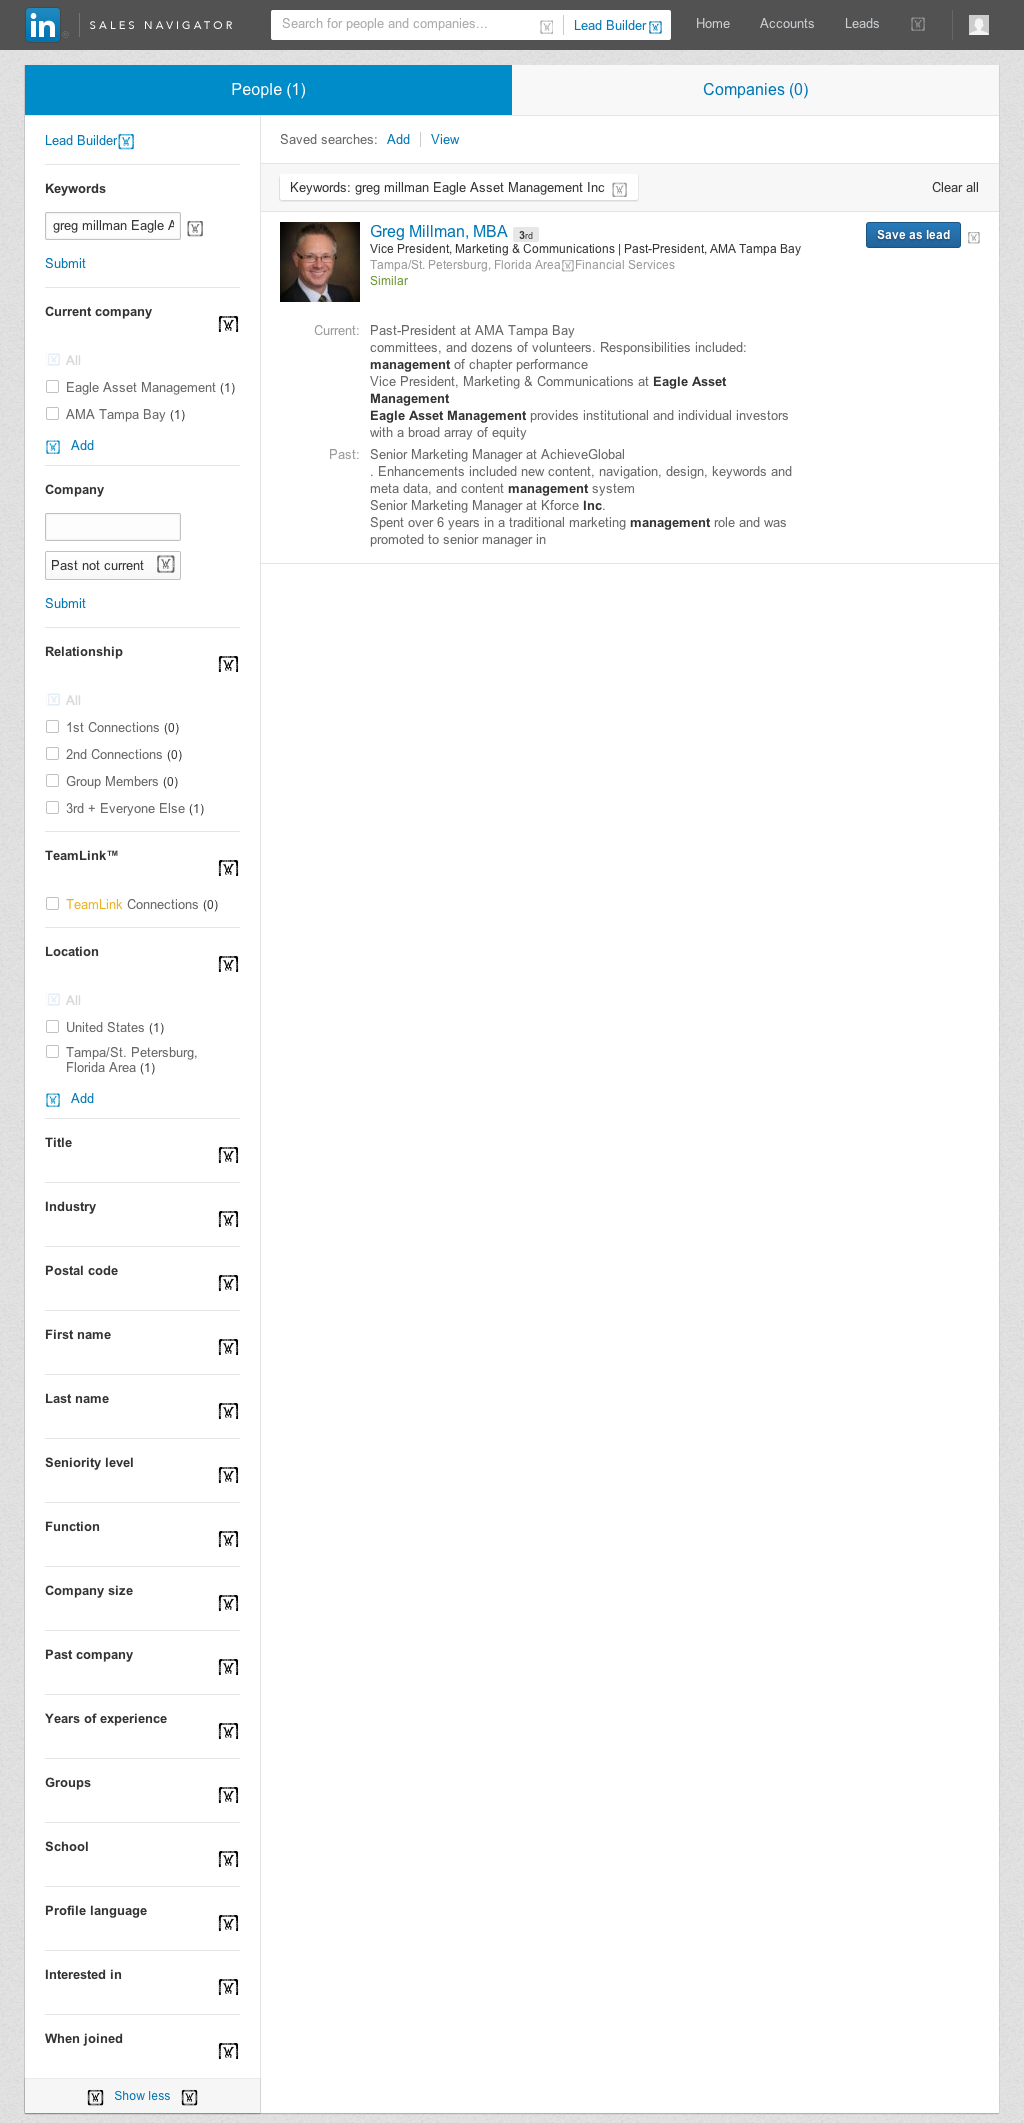 in SALES NAVIGATOR Search for people and companies... Lead Builder Home Accounts Leads
People (1) Companies (0)
Lead Builder
Keywords
greg millman Eagle A
Submit
Current company
All
Eagle Asset Management (1)
AMA Tampa Bay (1)
Add
Company
Past not current
Submit
Relationship
All
1st Connections (0)
2nd Connections (0)
Group Members (0)
3rd + Everyone Else (1)
TeamLink™
TeamLink Connections (0)
Location
All
United States (1)
Tampa/St. Petersburg,
Florida Area (1)
Add
Title
Industry
Postal code
First name
Last name
Seniority level
Function
Company size
Past company
Years of experience
Groups
School
Profile language
Interested in
When joined
Show less
Saved searches: Add View
Keywords: greg millman Eagle Asset Management Inc Clear all
Greg Millman, MBA 3rd Save as lead
Vice President, Marketing & Communications | Past-President, AMA Tampa Bay
Tampa/St. Petersburg, Florida Area Financial Services
Similar
Current: Past-President at AMA Tampa Bay
committees, and dozens of volunteers. Responsibilities included:
management of chapter performance
Vice President, Marketing & Communications at Eagle Asset
Management
Eagle Asset Management provides institutional and individual investors
with a broad array of equity
Past: Senior Marketing Manager at AchieveGlobal
. Enhancements included new content, navigation, design, keywords and
meta data, and content management system
Senior Marketing Manager at Kforce Inc.
Spent over 6 years in a traditional marketing management role and was
promoted to senior manager in